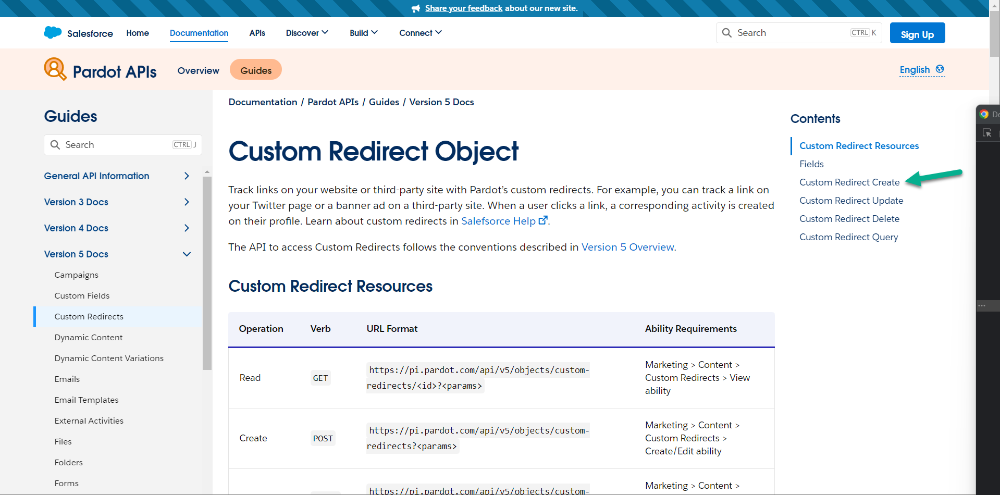 Share your feedback about our new site.
Salesforce Home Documentation APIs Discover Build Connect Search CTRL K Sign Up
Pardot APIs Overview Guides English
Guides
Search CTRL J
General API Information
Version 3 Docs
Version 4 Docs
Version 5 Docs
Campaigns
Custom Fields
Custom Redirects
Dynamic Content
Dynamic Content Variations
Emails
Email Templates
External Activities
Files
Folders
Forms
Documentation / Pardot APIs / Guides / Version 5 Docs
Custom Redirect Object
Track links on your website or third-party site with Pardot’s custom redirects. For example, you can track a link on
your Twitter page or a banner ad on a third-party site. When a user clicks a link, a corresponding activity is created
on their profile. Learn about custom redirects in Salefsorce Help.
The API to access Custom Redirects follows the conventions described in Version 5 Overview.
Custom Redirect Resources
Operation Verb URL Format Ability Requirements
Read GET https://pi.pardot.com/api/v5/objects/custom-
redirects/<id>?<params>
Marketing > Content >
Custom Redirects > View
ability
Create POST https://pi.pardot.com/api/v5/objects/custom-
redirects?<params>
Marketing > Content >
Custom Redirects >
Create/Edit ability
https://pi.pardot.com/api/v5/objects/custom-
Marketing > Content >
Contents
Custom Redirect Resources
Fields
Custom Redirect Create
Custom Redirect Update
Custom Redirect Delete
Custom Redirect Query